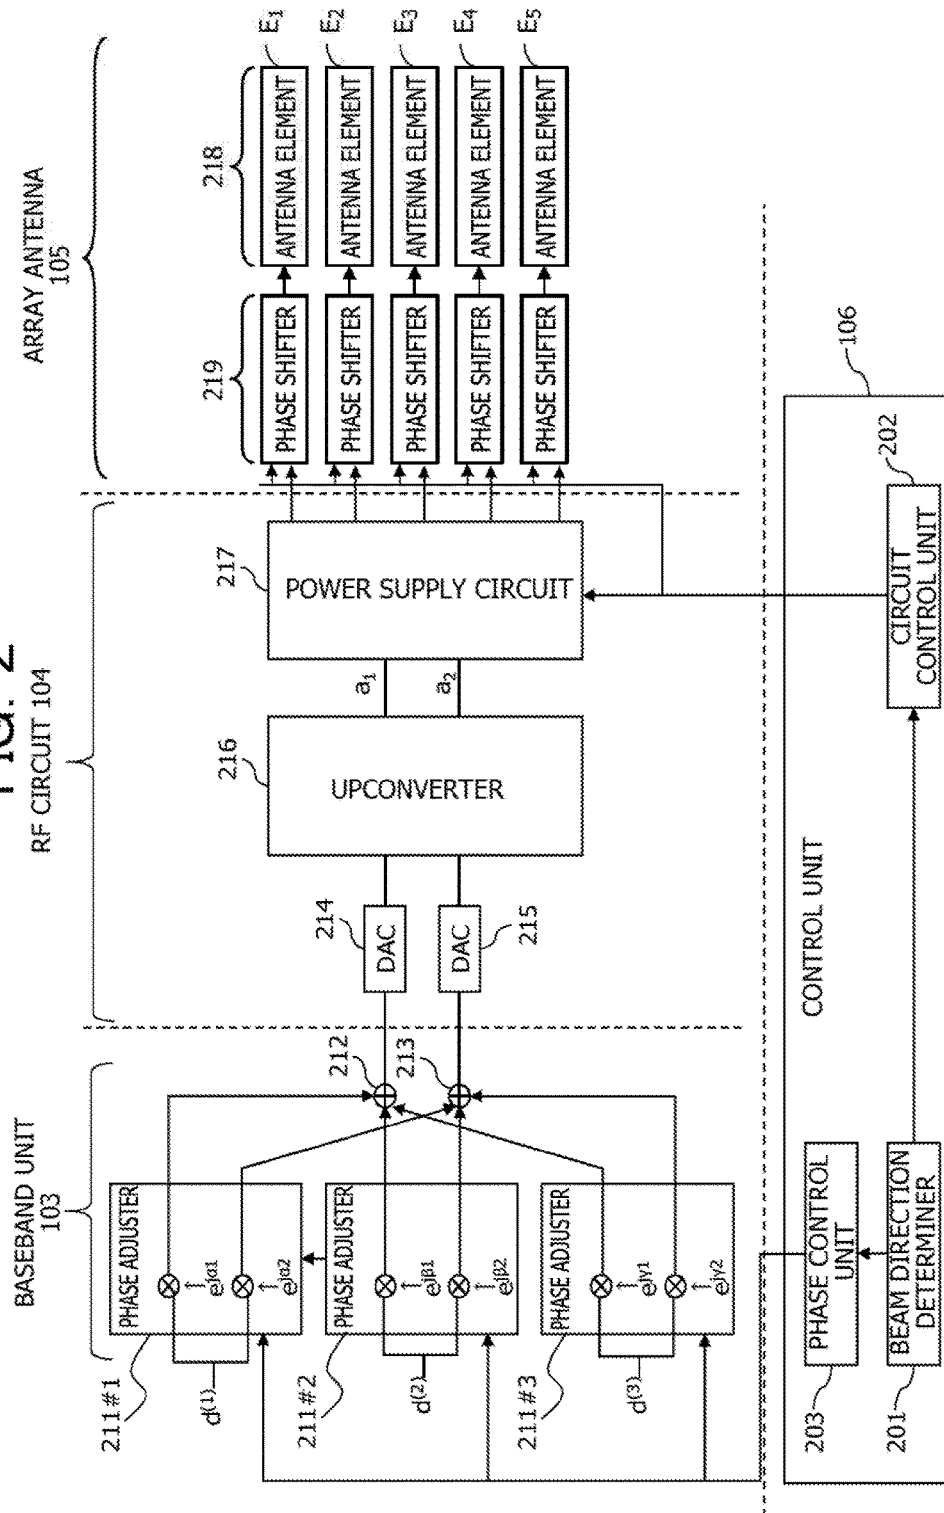 FIG. 2
BASEBAND UNIT
103
RF CIRCUIT 104
ARRAY ANTENNA
105
211#1
PHASE ADJUSTER
d(1)
ejα1
ejα2
211#2
PHASE ADJUSTER
d(2)
ejβ1
ejβ2
211#3
PHASE ADJUSTER
d(3)
ejγ1
ejγ2
212
213
214
DAC
DAC
215
216
UPCONVERTER
a1
a2
217
POWER SUPPLY CIRCUIT
219
PHASE SHIFTER
PHASE SHIFTER
PHASE SHIFTER
PHASE SHIFTER
PHASE SHIFTER
218
ANTENNA ELEMENT
ANTENNA ELEMENT
ANTENNA ELEMENT
ANTENNA ELEMENT
ANTENNA ELEMENT
E1
E2
E3
E4
E5
CONTROL UNIT
106
203
PHASE CONTROL
UNIT
201
BEAM DIRECTION
DETERMINER
202
CIRCUIT
CONTROL UNIT